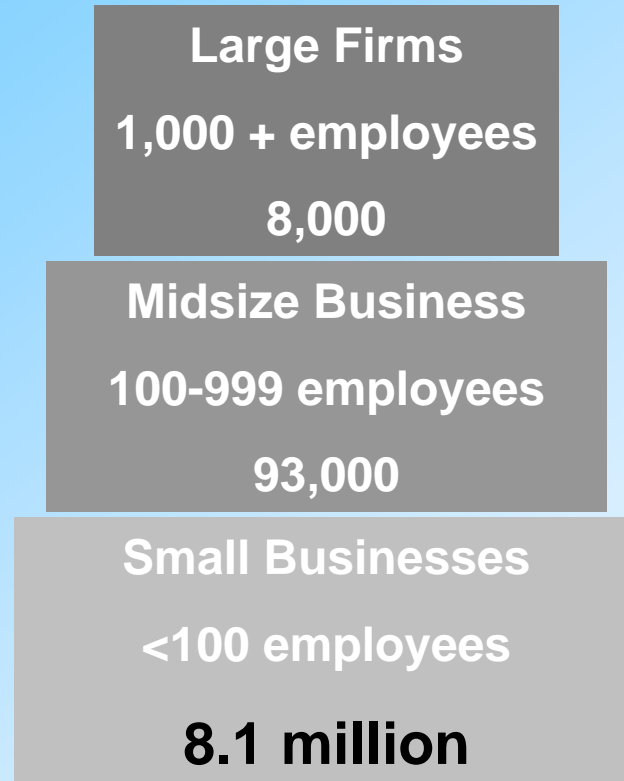 Large Firms
1,000 + employees
8,000
Midsize Business
100-999 employees
93,000
Small Businesses
<100 employees
8.1 million